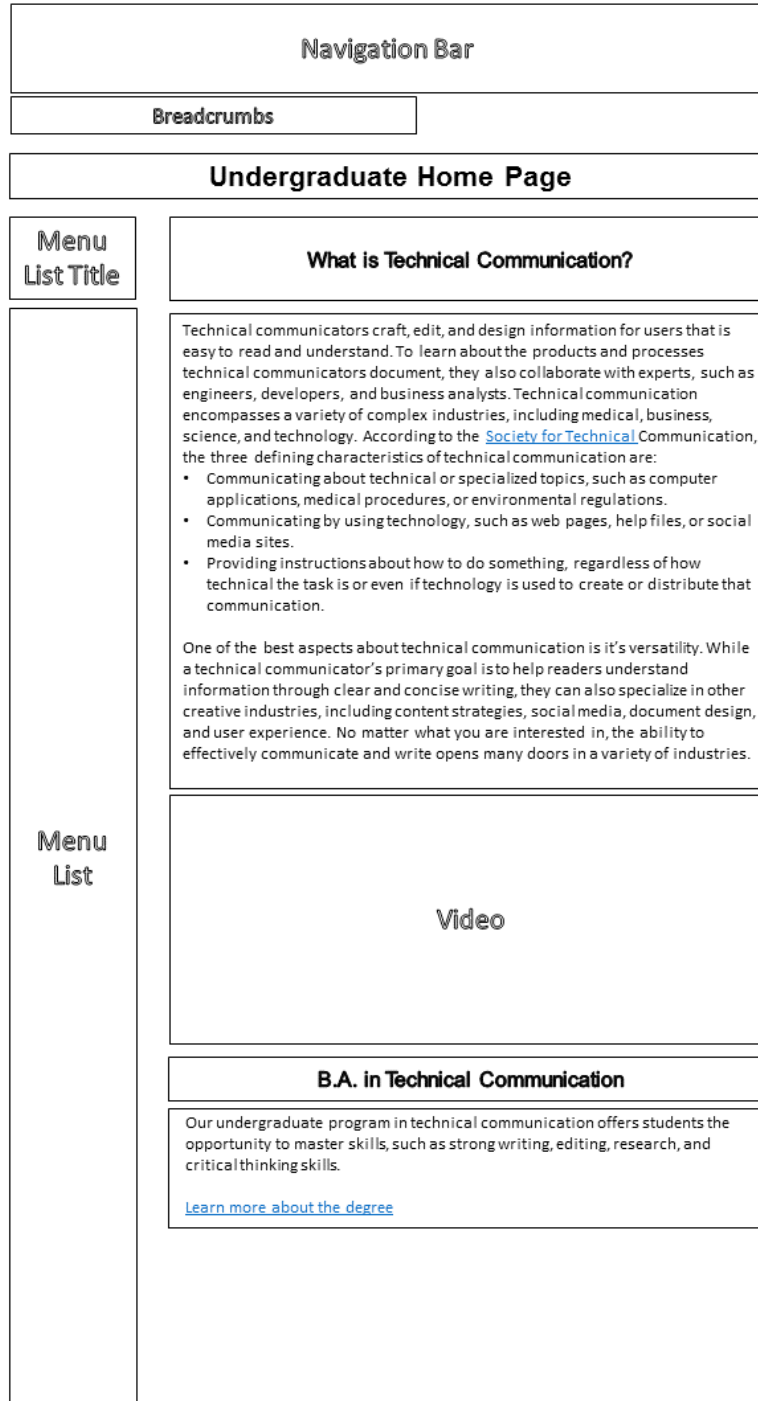 Navigation Bar
Breadcrumbs
Undergraduate Home Page
Menu
List Title
What is Technical Communication?
Technical communicators craft, edit, and design information for users that is
easy to read and understand. To learn about the products and processes
technical communicators document, they also collaborate with experts, such as
engineers, developers, and business analysts. Technical communication
encompasses a variety of complex industries, including medical, business,
science, and technology. According to the Society for Technical Communication,
the three defining characteristics of technical communication are:
• Communicating about technical or specialized topics, such as computer
applications, medical procedures, or environmental regulations.
• Communicating by using technology, such as web pages, help files, or social
media sites.
• Providing instructions about how to do something, regardless of how
technical the task is or even if technology is used to create or distribute that
communication.
One of the best aspects about technical communication is it's versatility. While
a technical communicator's primary goal is to help readers understand
information through clear and concise writing, they can also specialize in other
creative industries, including content strategies, social media, document design,
and user experience. No matter what you are interested in, the ability to
effectively communicate and write opens many doors in a variety of industries.
Menu
List
Video
B.A. in Technical Communication
Our undergraduate program in technical communication offers students the
opportunity to master skills, such as strong writing, editing, research, and
critical thinking skills.
Learn more about the degree